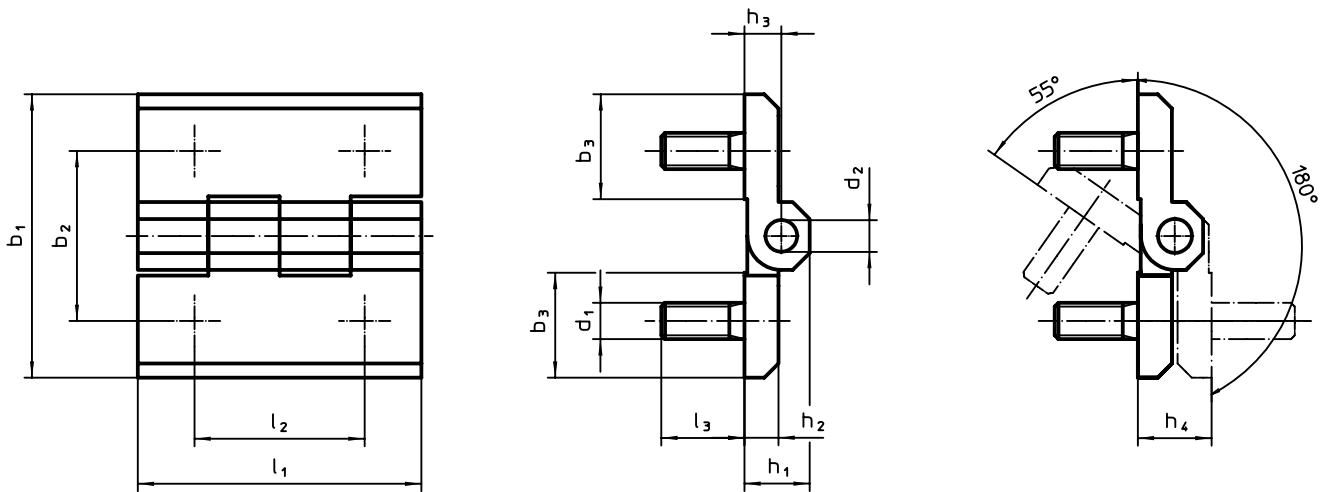 b₁
b₂
l₂
l₁
h₃
b₃
d₂
b₃
d₁
l₃
h₂
h₁
55°
180°
h₄